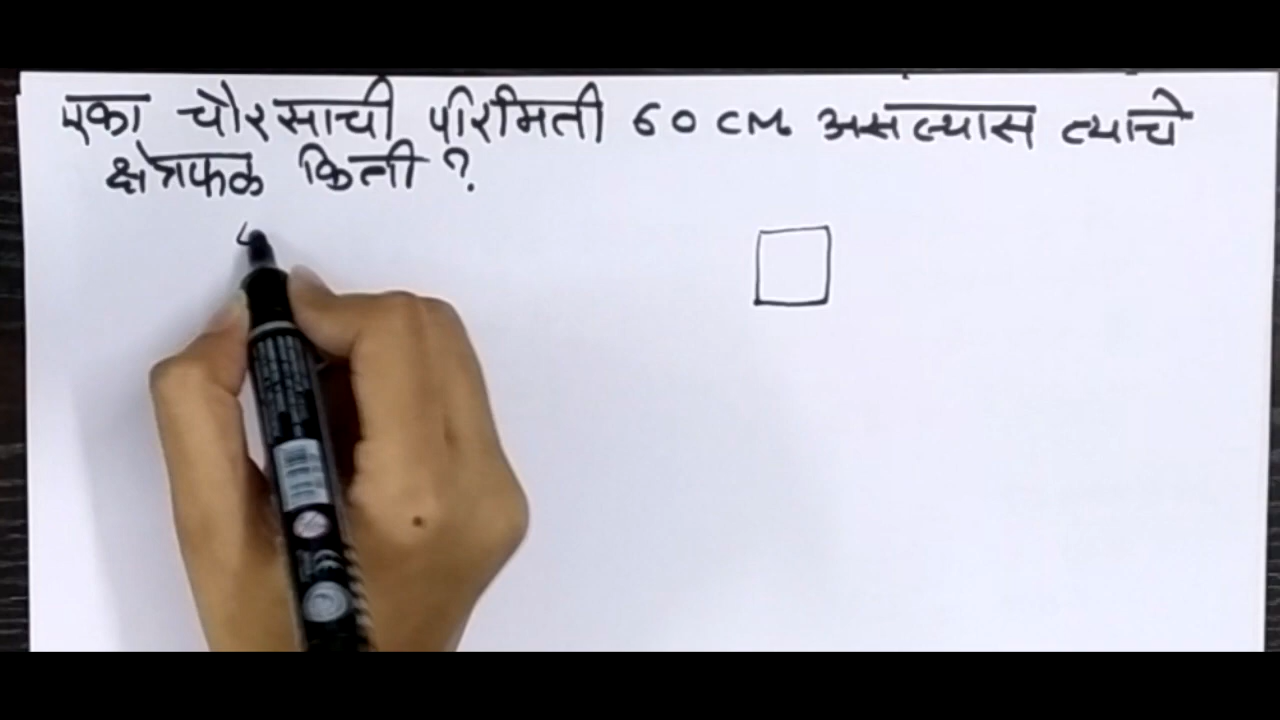 एका चौरसाची परिमिती 60 cm असल्यास त्याचे
क्षेत्रफळ किती ?